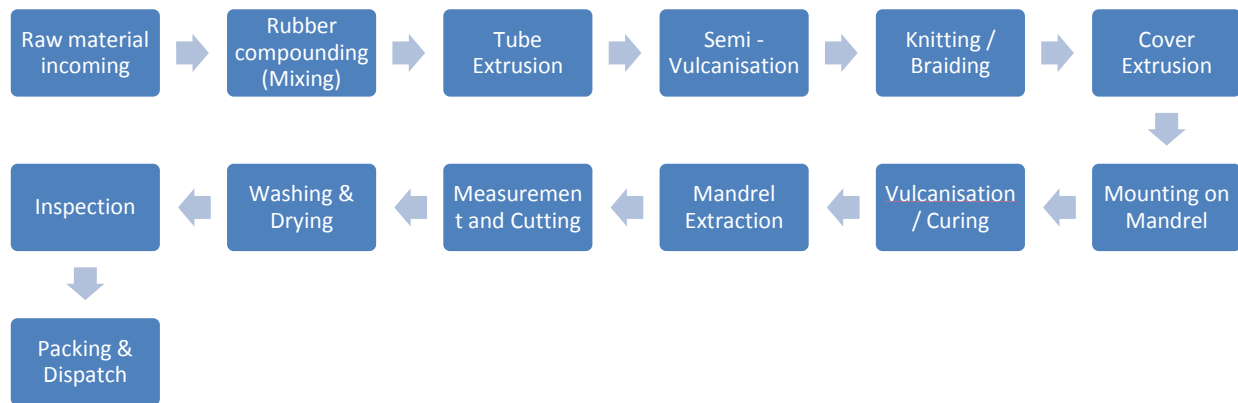 Raw material
incoming
Rubber
compounding
(Mixing)
Tube
Extrusion
Semi -
Vulcanisation
Knitting /
Braiding
Cover
Extrusion
Mounting on
Mandrel
Vulcanisation
/ Curing
Mandrel
Extraction
Measuremen
t and Cutting
Washing &
Drying
Inspection
Packing &
Dispatch